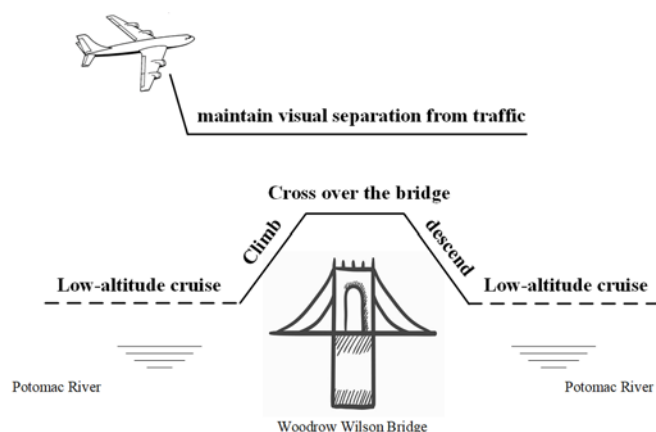 maintain visual separation from traffic
Cross over the bridge
Climb
descend
Low-altitude cruise
Low-altitude cruise
Potomac River
Potomac River
Woodrow Wilson Bridge